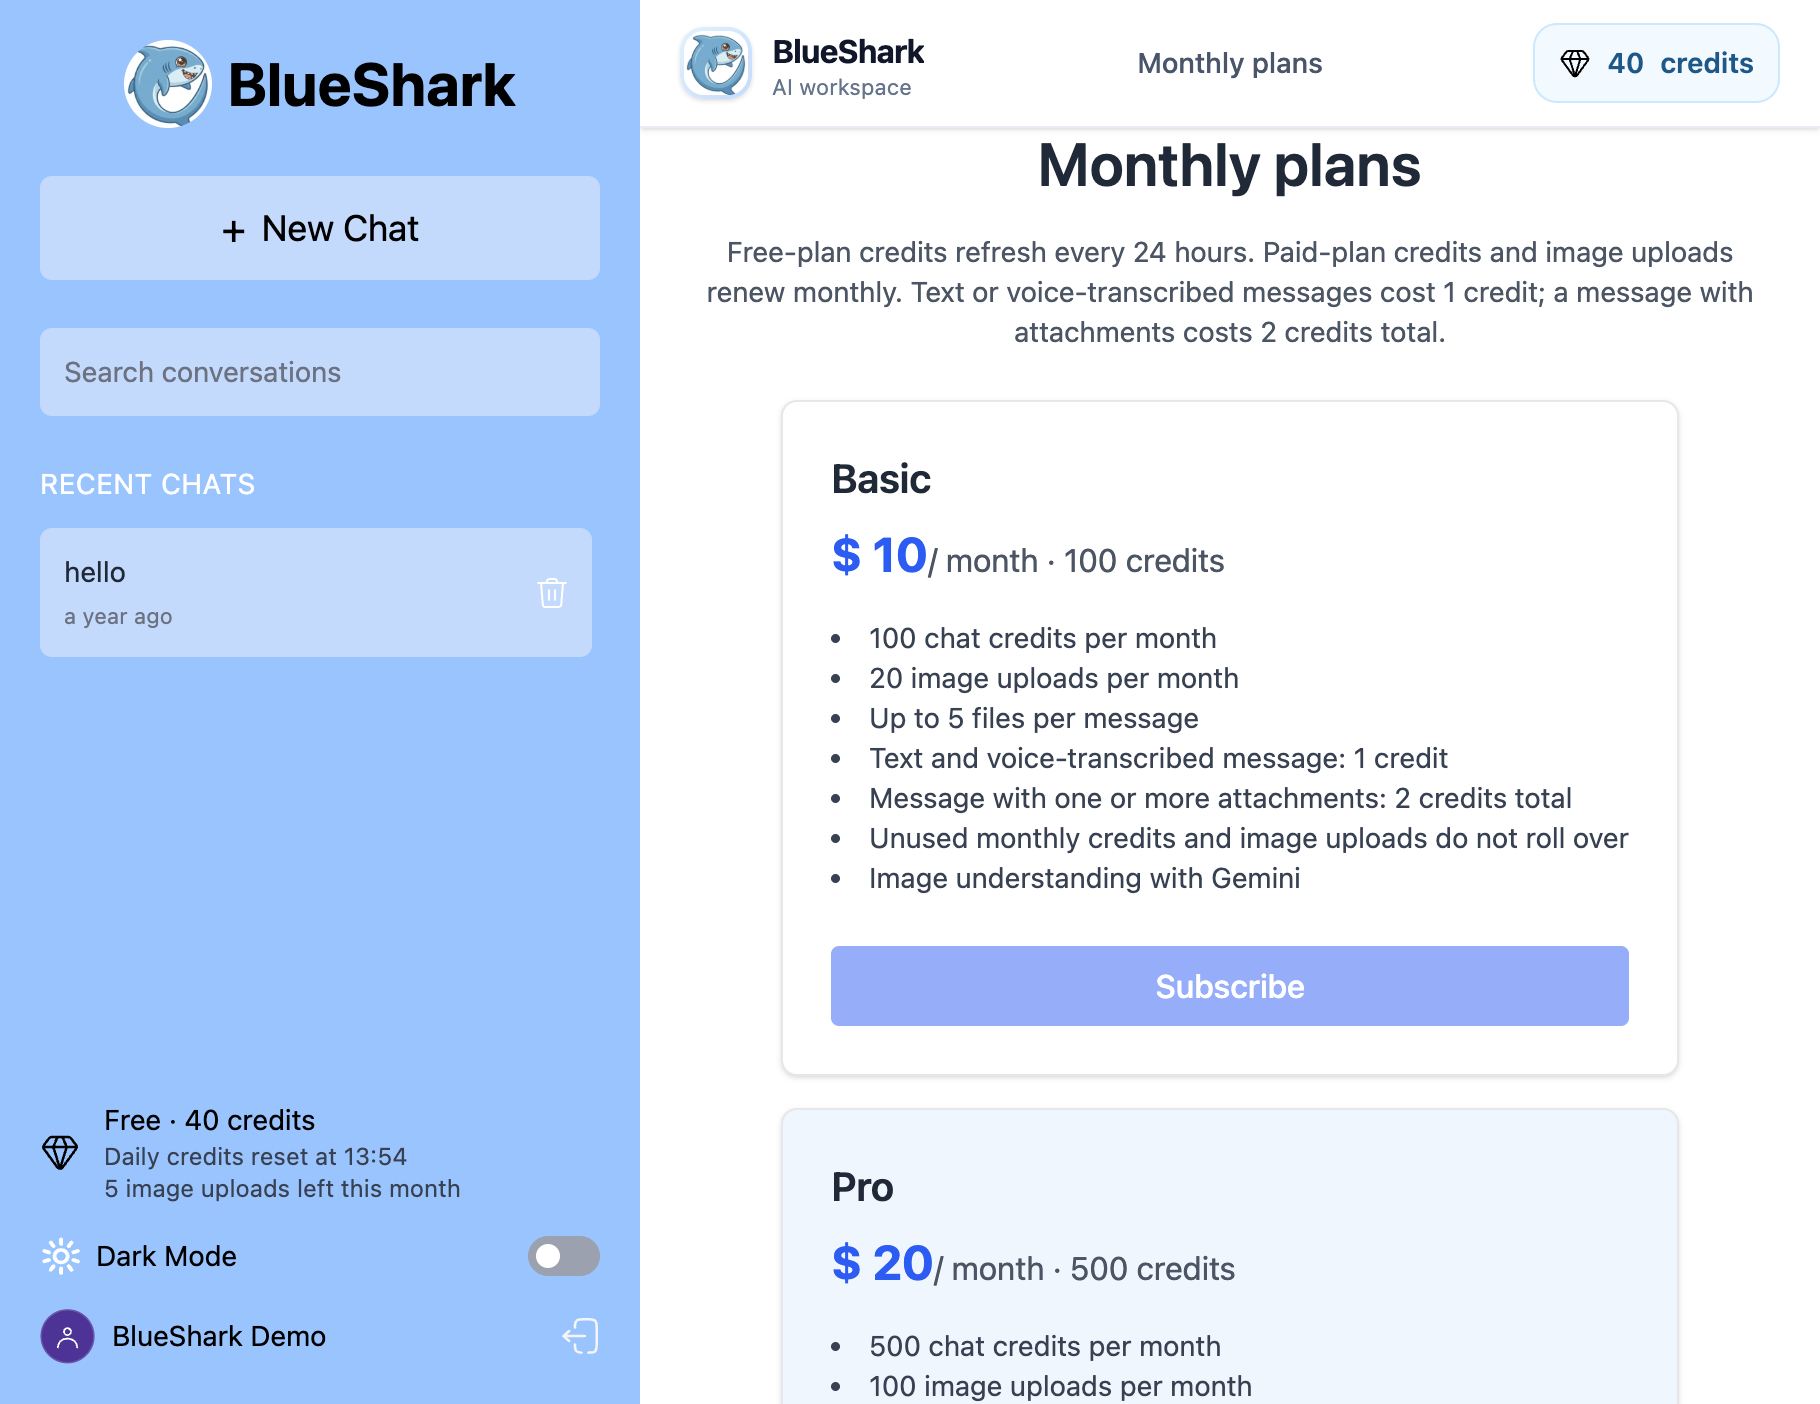 BlueShark
+ New Chat
Search conversations
RECENT CHATS
hello
a year ago
Free · 40 credits
Daily credits reset at 13:54
5 image uploads left this month
Dark Mode
BlueShark Demo
BlueShark
AI workspace
Monthly plans
40 credits
Monthly plans
Free-plan credits refresh every 24 hours. Paid-plan credits and image uploads
renew monthly. Text or voice-transcribed messages cost 1 credit; a message with
attachments costs 2 credits total.
Basic
$ 10/ month · 100 credits
• 100 chat credits per month
• 20 image uploads per month
• Up to 5 files per message
• Text and voice-transcribed message: 1 credit
• Message with one or more attachments: 2 credits total
• Unused monthly credits and image uploads do not roll over
• Image understanding with Gemini
Subscribe
Pro
$ 20/ month · 500 credits
• 500 chat credits per month
• 100 image uploads per month